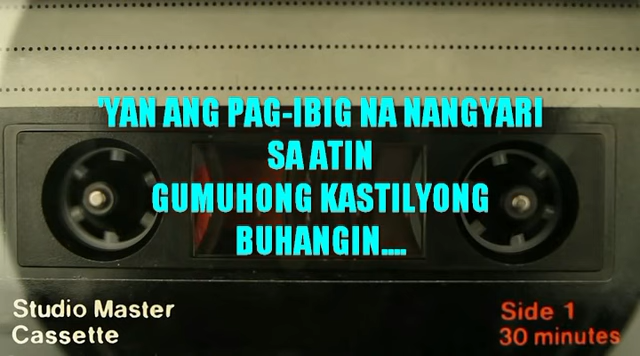 'YAN ANG PAG-IBIG NA NANGYARI
SA ATIN
GUMUHONG KASTILYONG
BUHANGIN....
Studio Master
Cassette
Side 1
30 minutes